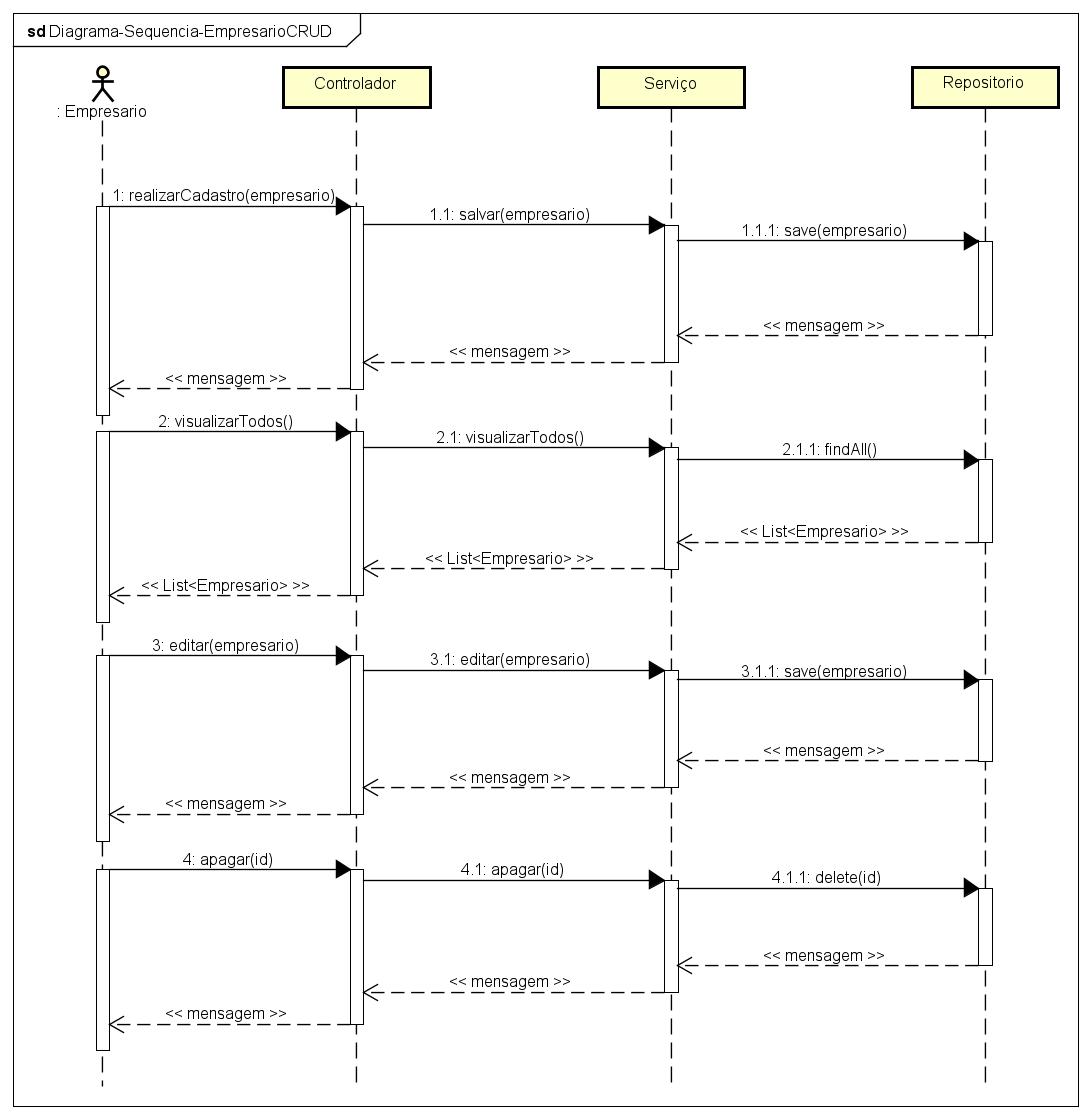 sd Diagrama-Sequencia-EmpresarioCRUD
: Empresario
Controlador
Serviço
Repositorio
1: realizarCadastro(empresario)
1.1: salvar(empresario)
1.1.1: save(empresario)
<< mensagem >>
<< mensagem >>
<< mensagem >>
2: visualizarTodos()
2.1: visualizarTodos()
2.1.1: findAll()
<< List<Empresario> >>
<< List<Empresario> >>
<< List<Empresario> >>
3: editar(empresario)
3.1: editar(empresario)
3.1.1: save(empresario)
<< mensagem >>
<< mensagem >>
<< mensagem >>
4: apagar(id)
4.1: apagar(id)
4.1.1: delete(id)
<< mensagem >>
<< mensagem >>
<< mensagem >>